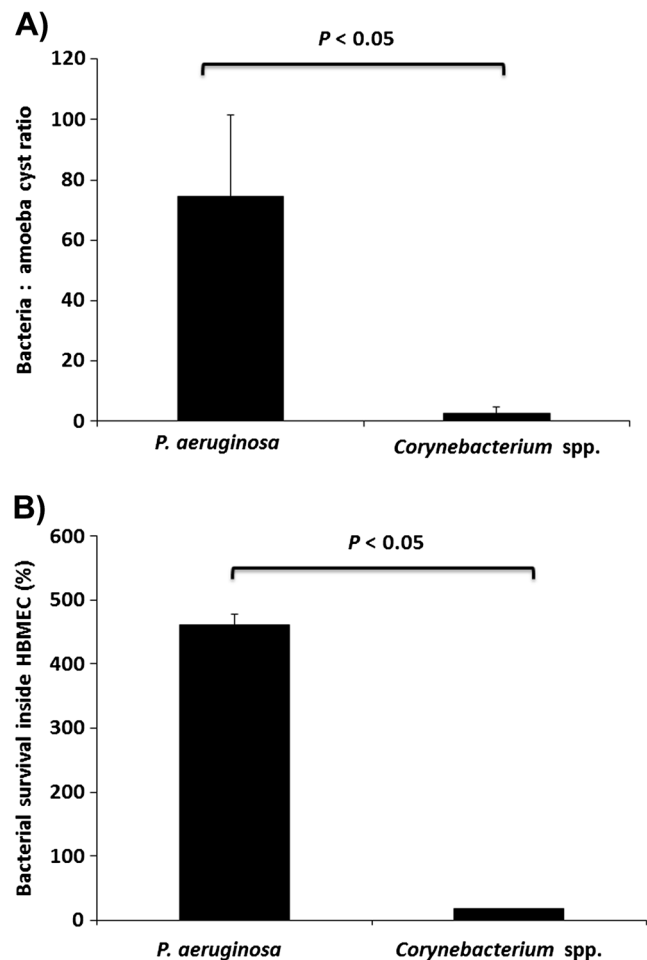 A)
P < 0.05
Bacteria : amoeba cyst ratio
120
100
80
60
40
20
0
P. aeruginosa
Corynebacterium spp.
B)
P < 0.05
Bacterial survival inside HBMEC (%)
600
500
400
300
200
100
0
P. aeruginosa
Corynebacterium spp.